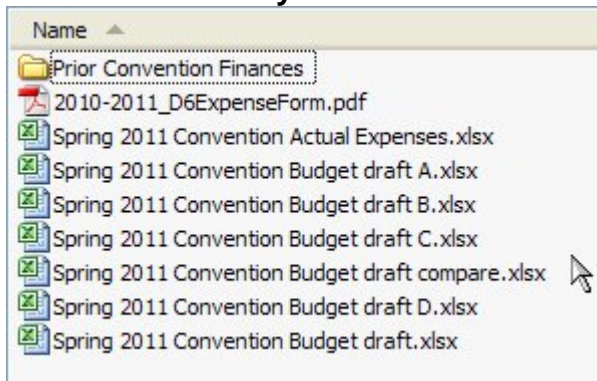 Name
Prior Convention Finances
2010-2011_D6ExpenseForm.pdf
Spring 2011 Convention Actual Expenses.xlsx
Spring 2011 Convention Budget draft A.xlsx
Spring 2011 Convention Budget draft B.xlsx
Spring 2011 Convention Budget draft C.xlsx
Spring 2011 Convention Budget draft compare.xlsx
Spring 2011 Convention Budget draft D.xlsx
Spring 2011 Convention Budget draft.xlsx